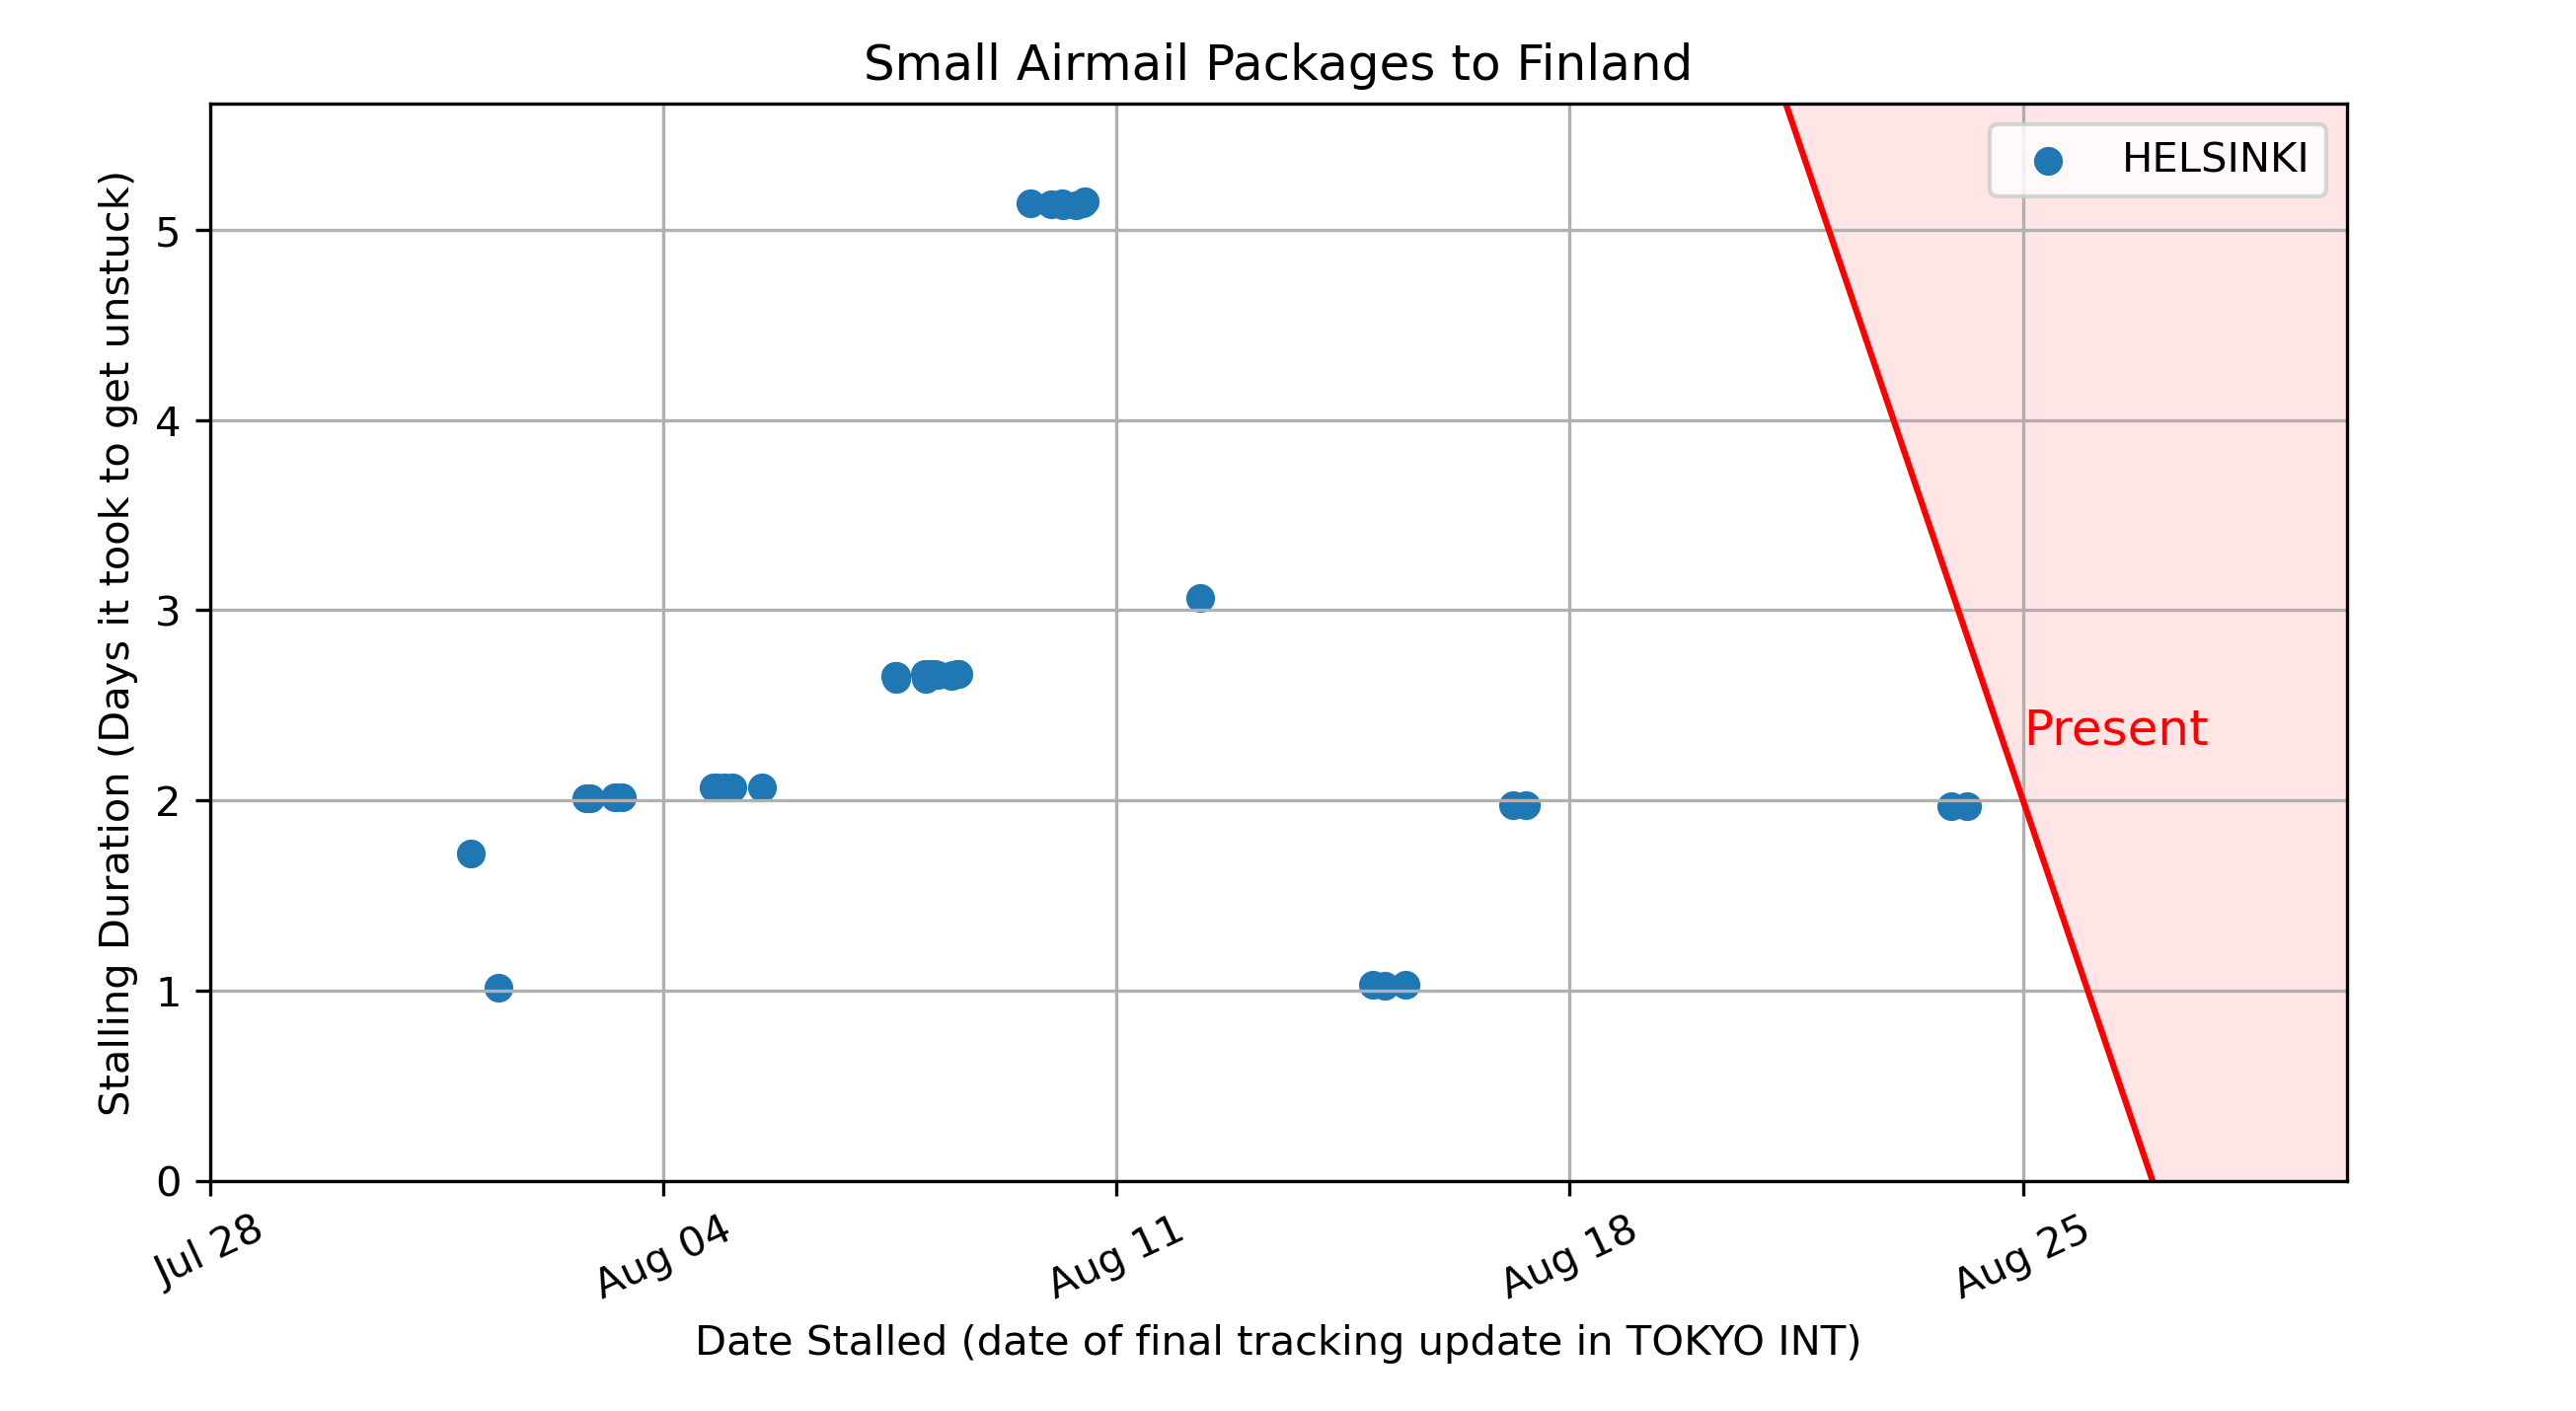 Small Airmail Packages to Finland
HELSINKI
Stalling Duration (Days it took to get unstuck)
5
4
3
2
1
0
Present
Jul 28
Aug 04
Aug 11
Aug 18
Aug 25
Date Stalled (date of final tracking update in TOKYO INT)